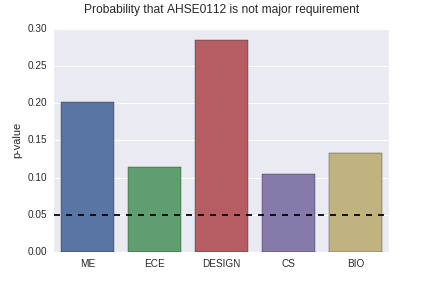 Probability that AHSE0112 is not major requirement
0.30
0.25
0.20
0.15
0.10
0.05
0.00
p-value
ME ECE DESIGN CS BIO